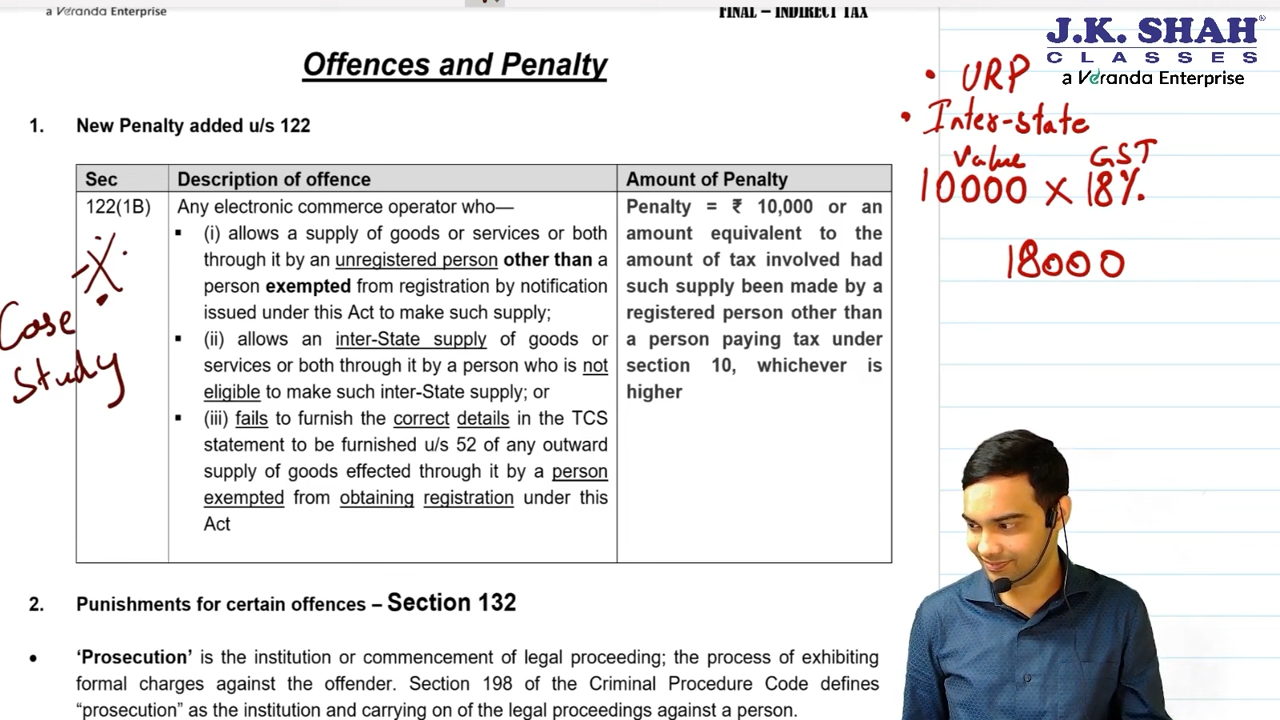 a Veranda Enterprise
FINAL – INDIRECT TAX
J.K. SHAH®
CLASSES
a Veranda Enterprise
Offences and Penalty
1. New Penalty added u/s 122
Sec
Description of offence
Amount of Penalty
122(1B)
Any electronic commerce operator who—
▪ (i) allows a supply of goods or services or both
through it by an unregistered person other than a
person exempted from registration by notification
issued under this Act to make such supply;
▪ (ii) allows an inter-State supply of goods or
services or both through it by a person who is not
eligible to make such inter-State supply; or
▪ (iii) fails to furnish the correct details in the TCS
statement to be furnished u/s 52 of any outward
supply of goods effected through it by a person
exempted from obtaining registration under this
Act
Penalty = ₹ 10,000 or an
amount equivalent to the
amount of tax involved had
such supply been made by a
registered person other than
a person paying tax under
section 10, whichever is
higher
Case
Study
• URP
• Inter-state
Value GST
10000 × 18%.
18000
2. Punishments for certain offences – Section 132
• ‘Prosecution’ is the institution or commencement of legal proceeding; the process of exhibiting
formal charges against the offender. Section 198 of the Criminal Procedure Code defines
“prosecution” as the institution and carrying on of the legal proceedings against a person.